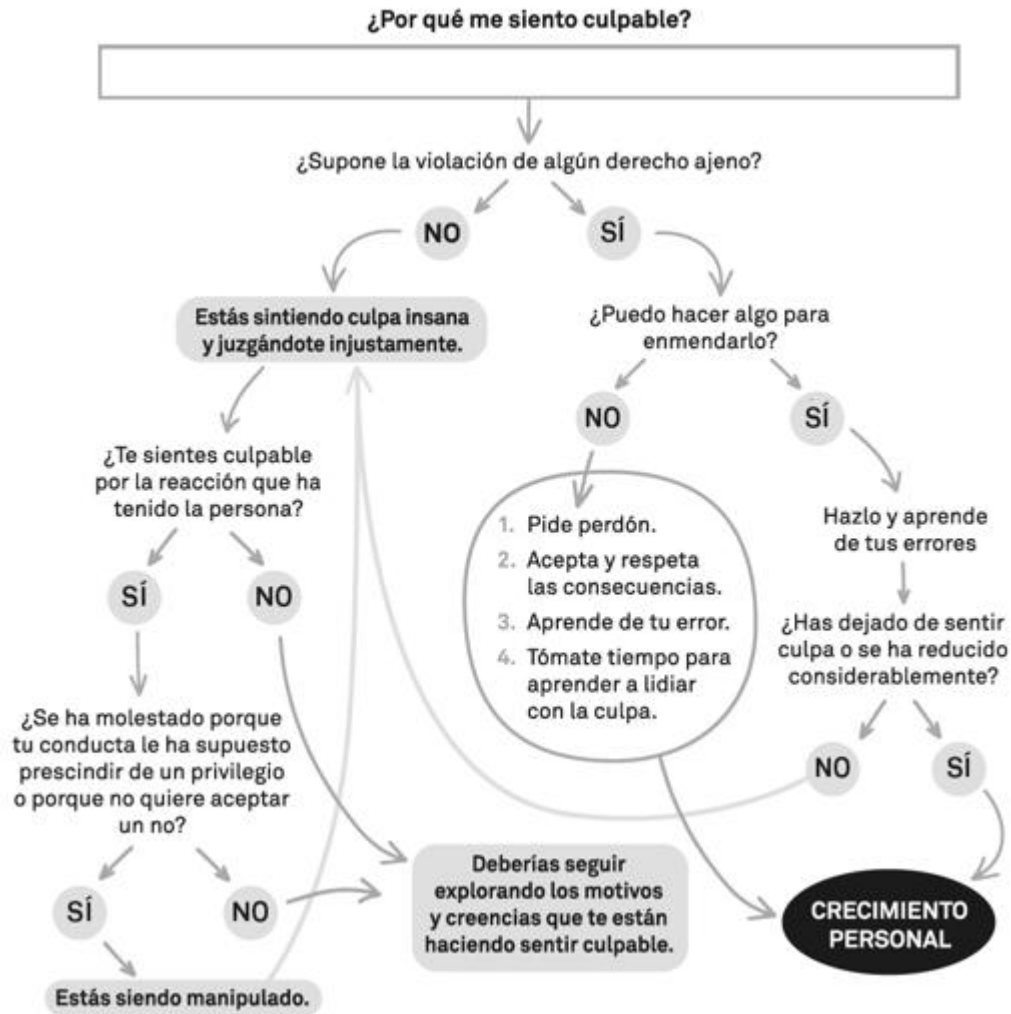 ¿Por qué me siento culpable?
¿Supone la violación de algún derecho ajeno?
NO
SÍ
Estás sintiendo culpa insana
y juzgándote injustamente.
¿Puedo hacer algo para
enmendarlo?
NO
SÍ
¿Te sientes culpable
por la reacción que ha
tenido la persona?
SÍ
NO
1. Pide perdón.
2. Acepta y respeta
las consecuencias.
3. Aprende de tu error.
4. Tómate tiempo para
aprender a lidiar
con la culpa.
Hazlo y aprende
de tus errores
¿Has dejado de sentir
culpa o se ha reducido
considerablemente?
NO
SÍ
¿Se ha molestado porque
tu conducta le ha supuesto
prescindir de un privilegio
o porque no quiere aceptar
un no?
SÍ
NO
Deberías seguir
explorando los motivos
y creencias que te están
haciendo sentir culpable.
CRECIMIENTO
PERSONAL
Estás siendo manipulado.